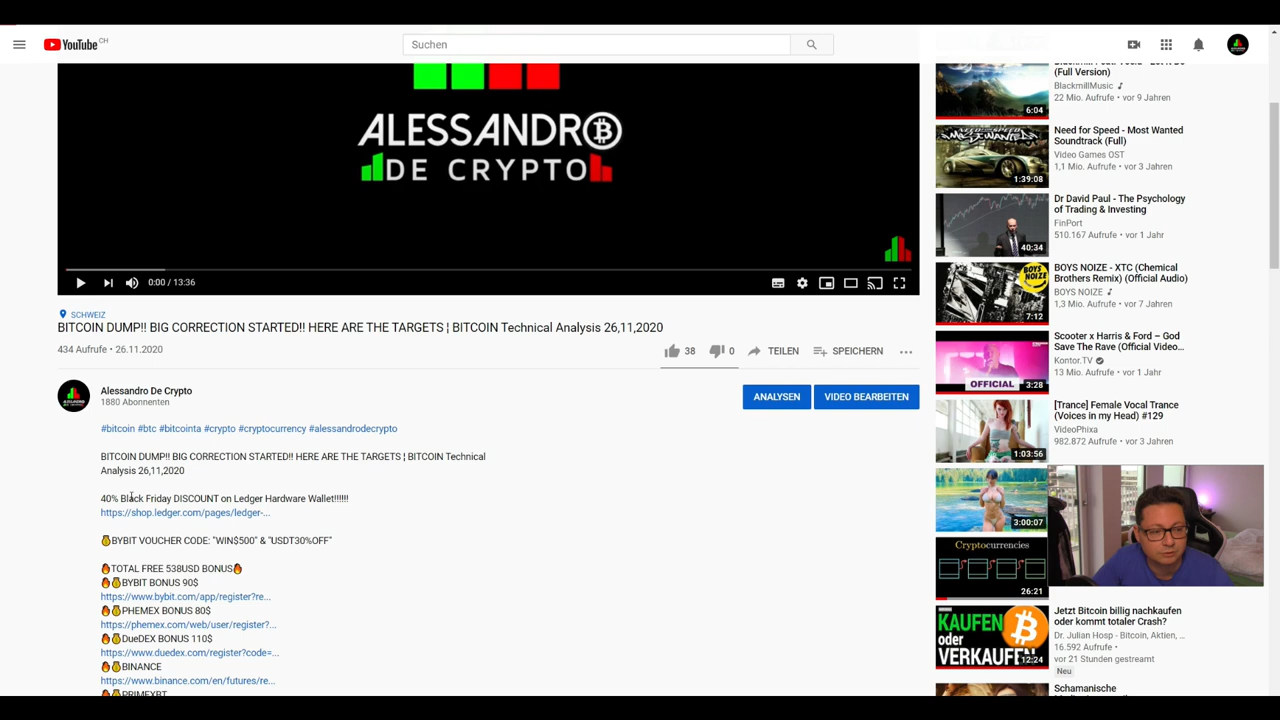 YouTube CH
Suchen
ALESSANDRO
DE CRYPTO
0:00 / 13:36
SCHWEIZ
BITCOIN DUMP!! BIG CORRECTION STARTED!! HERE ARE THE TARGETS ¦ BITCOIN Technical Analysis 26,11,2020
434 Aufrufe • 26.11.2020
38
0
TEILEN
SPEICHERN
Alessandro De Crypto
1880 Abonnenten
ANALYSEN
VIDEO BEARBEITEN
#bitcoin #btc #bitcointa #crypto #cryptocurrency #alessandrodecrypto
BITCOIN DUMP!! BIG CORRECTION STARTED!! HERE ARE THE TARGETS ¦ BITCOIN Technical
Analysis 26,11,2020
40% Black Friday DISCOUNT on Ledger Hardware Wallet!!!!!!
https://shop.ledger.com/pages/ledger-...
BYBIT VOUCHER CODE: "WIN$500" & "USDT30%OFF"
TOTAL FREE 538USD BONUS
BYBIT BONUS 90$
https://www.bybit.com/app/register?re...
PHEMEX BONUS 80$
https://phemex.com/web/user/register?...
DueDEX BONUS 110$
https://www.duedex.com/register?code=...
BINANCE
https://www.binance.com/en/futures/re...
PRIMEXBT
(Full Version)
BlackmillMusic
22 Mio. Aufrufe • vor 9 Jahren
6:04
Need for Speed - Most Wanted
Soundtrack (Full)
Video Games OST
1,1 Mio. Aufrufe • vor 3 Jahren
1:39:08
Dr David Paul - The Psychology
of Trading & Investing
FinPort
510.167 Aufrufe • vor 1 Jahr
40:34
BOYS NOIZE - XTC (Chemical
Brothers Remix) (Official Audio)
BOYS NOIZE
1,3 Mio. Aufrufe • vor 7 Jahren
BOYS
NOIZE
7:12
Scooter x Harris & Ford – God
Save The Rave (Official Video...
Kontor.TV
13 Mio. Aufrufe • vor 1 Jahr
OFFICIAL
3:28
[Trance] Female Vocal Trance
(Voices in my Head) #129
VideoPhixa
982.872 Aufrufe • vor 3 Jahren
1:03:56
3:00:07
Cryptocurrencies
26:21
Jetzt Bitcoin billig nachkaufen
oder kommt totaler Crash?
Dr. Julian Hosp - Bitcoin, Aktien, ...
16.592 Aufrufe •
vor 21 Stunden gestreamt
Neu
KAUFEN
oder
VERKAUFEN
12:24
Schamanische